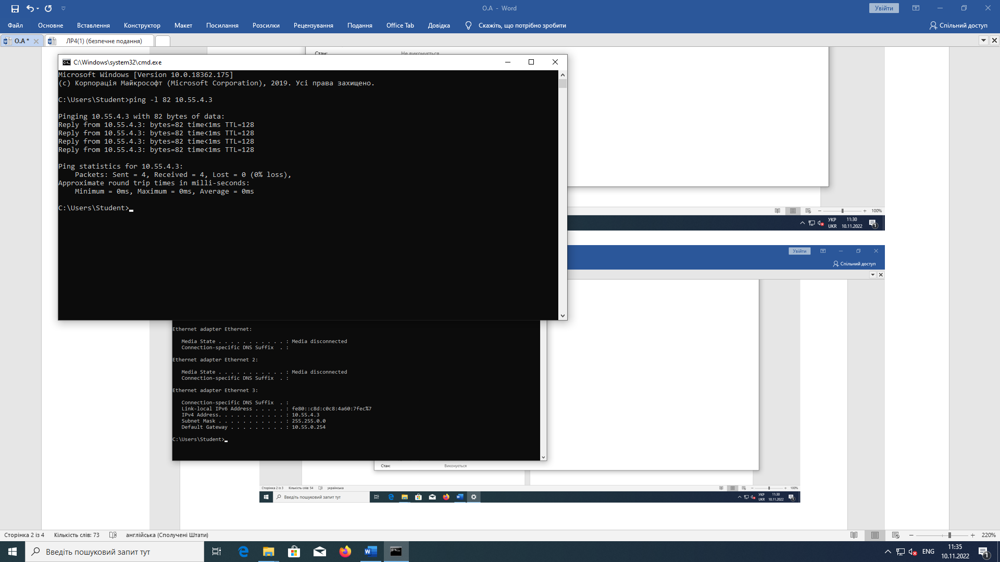 O.A - Word
Увійти
Файл
Основне
Вставлення
Конструктор
Макет
Посилання
Розсилки
Рецензування
Подання
Office Tab
Довідка
Скажіть, що потрібно зробити
Спільний доступ
O.A *
ЛР4(1) (безпечне подання)
Стан:
Не виконується
C:\Windows\system32\cmd.exe
Microsoft Windows [Version 10.0.18362.175]
(c) Корпорація Майкрософт (Microsoft Corporation), 2019. Усі права захищено.
C:\Users\Student>ping -l 82 10.55.4.3
Pinging 10.55.4.3 with 82 bytes of data:
Reply from 10.55.4.3: bytes=82 time<1ms TTL=128
Reply from 10.55.4.3: bytes=82 time<1ms TTL=128
Reply from 10.55.4.3: bytes=82 time<1ms TTL=128
Reply from 10.55.4.3: bytes=82 time<1ms TTL=128
Ping statistics for 10.55.4.3:
Packets: Sent = 4, Received = 4, Lost = 0 (0% loss),
Approximate round trip times in milli-seconds:
Minimum = 0ms, Maximum = 0ms, Average = 0ms
C:\Users\Student>
100%
УКР
UKR
11:30
10.11.2022
1
Увійти
Спільний доступ
Ethernet adapter Ethernet:
Media State . . . . . . . . . . . : Media disconnected
Connection-specific DNS Suffix  . :
Ethernet adapter Ethernet 2:
Media State . . . . . . . . . . . : Media disconnected
Connection-specific DNS Suffix  . :
Ethernet adapter Ethernet 3:
Connection-specific DNS Suffix  . :
Link-local IPv6 Address . . . . . : fe80::c8d:c0c8:4a60:7fec%7
IPv4 Address. . . . . . . . . . . : 10.55.4.3
Subnet Mask . . . . . . . . . . . : 255.255.0.0
Default Gateway . . . . . . . . . : 10.55.0.254
C:\Users\Student>
Стан:
Виконується
Сторінка 2 із 3
Кількість слів: 54
українська
100%
Введіть пошуковий запит тут
УКР
UKR
11:30
10.11.2022
Сторінка 2 із 4
Кількість слів: 73
англійська (Сполучені Штати)
220%
Введіть пошуковий запит тут
ENG
11:35
10.11.2022
1